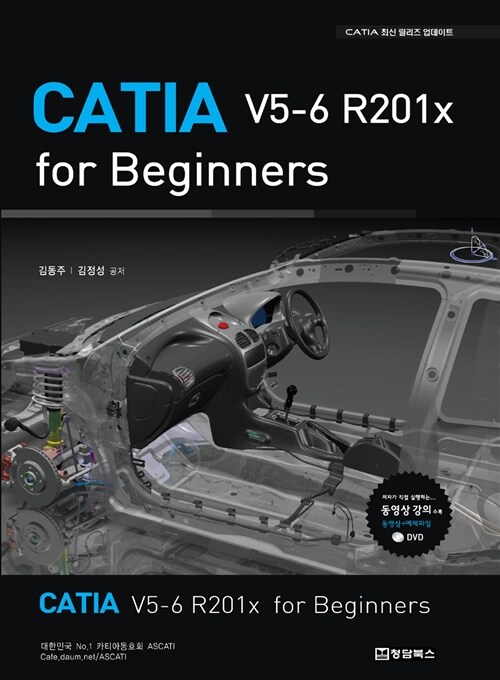 CATIA 최신 릴리즈 업데이트
CATIA V5-6 R201x
for Beginners
김동주 | 김정성 공저
저자가 직접 실행하는...
동영상 강의 수록
동영상+예제파일
DVD
CATIA V5-6 R201x for Beginners
대한민국 No.1 카티아동호회 ASCATI
Cafe.daum.net/ASCATI
청담북스